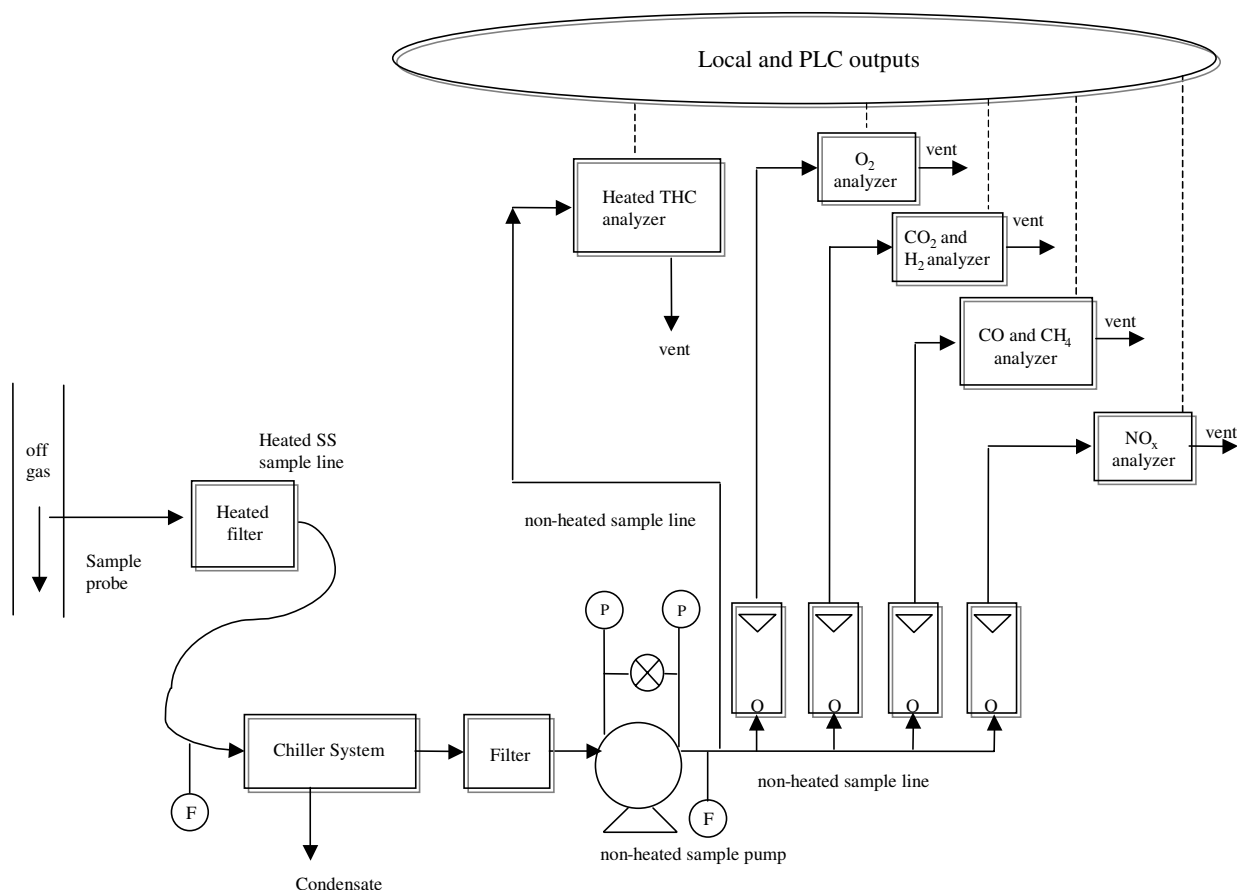 Local and PLC outputs
Heated THC
analyzer
vent
O2
analyzer
vent
CO2 and
H2 analyzer
vent
CO and CH4
analyzer
vent
NOx
analyzer
vent
off
gas
Sample
probe
Heated
filter
Heated SS
sample line
non-heated sample line
P
P
O
O
O
O
F
Chiller System
Condensate
Filter
F
non-heated sample line
non-heated sample pump